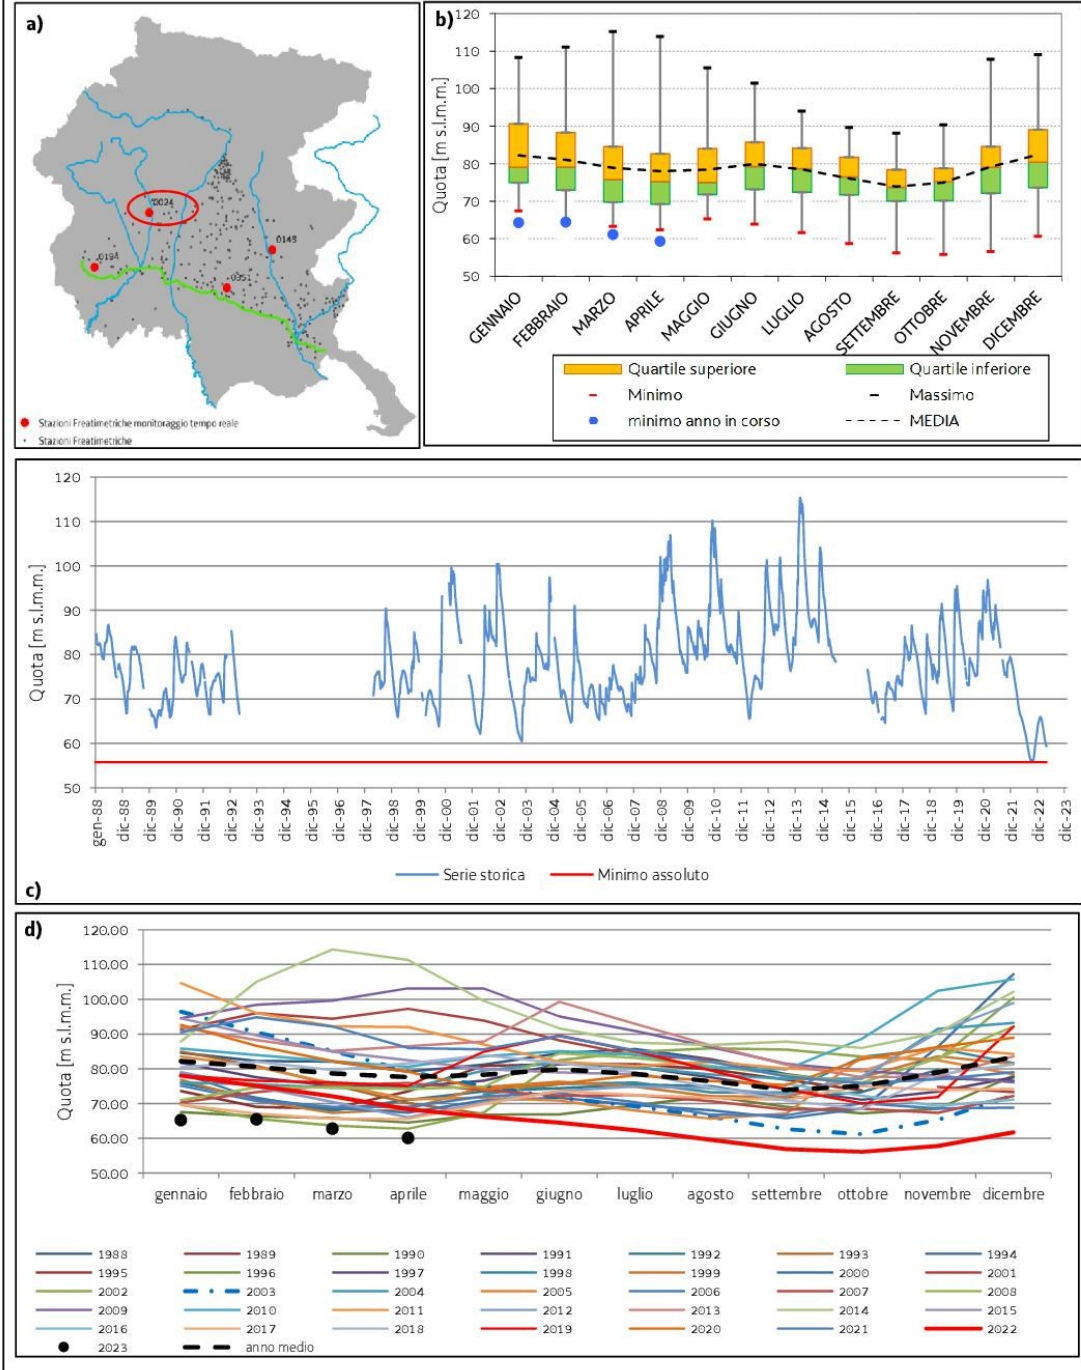 a)
0024
0148
0194
0351
Stazioni Freatimetriche monitoraggio tempo reale
Stazioni Freatimetriche
b)
Quota [m s.l.m.m.]
120
110
100
90
80
70
60
50
GENNAIO
FEBBRAIO
MARZO
APRILE
MAGGIO
GIUGNO
LUGLIO
AGOSTO
SETTEMBRE
OTTOBRE
NOVEMBRE
DICEMBRE
Quartile superiore
Quartile inferiore
Minimo
Massimo
minimo anno in corso
MEDIA
Quota [m s.l.m.m.]
120
110
100
90
80
70
60
50
gen-88
dic-88
dic-89
dic-90
dic-91
dic-92
dic-93
dic-94
dic-95
dic-96
dic-97
dic-98
dic-99
dic-00
dic-01
dic-02
dic-03
dic-04
dic-05
dic-06
dic-07
dic-08
dic-09
dic-10
dic-11
dic-12
dic-13
dic-14
dic-15
dic-16
dic-17
dic-18
dic-19
dic-20
dic-21
dic-22
dic-23
Serie storica
Minimo assoluto
c)
d)
Quota [m s.l.m.m.]
120.00
110.00
100.00
90.00
80.00
70.00
60.00
50.00
gennaio
febbraio
marzo
aprile
maggio
giugno
luglio
agosto
settembre
ottobre
novembre
dicembre
1988 1989 1990 1991 1992 1993 1994
1995 1996 1997 1998 1999 2000 2001
2002 2003 2004 2005 2006 2007 2008
2009 2010 2011 2012 2013 2014 2015
2016 2017 2018 2019 2020 2021 2022
2023 anno medio